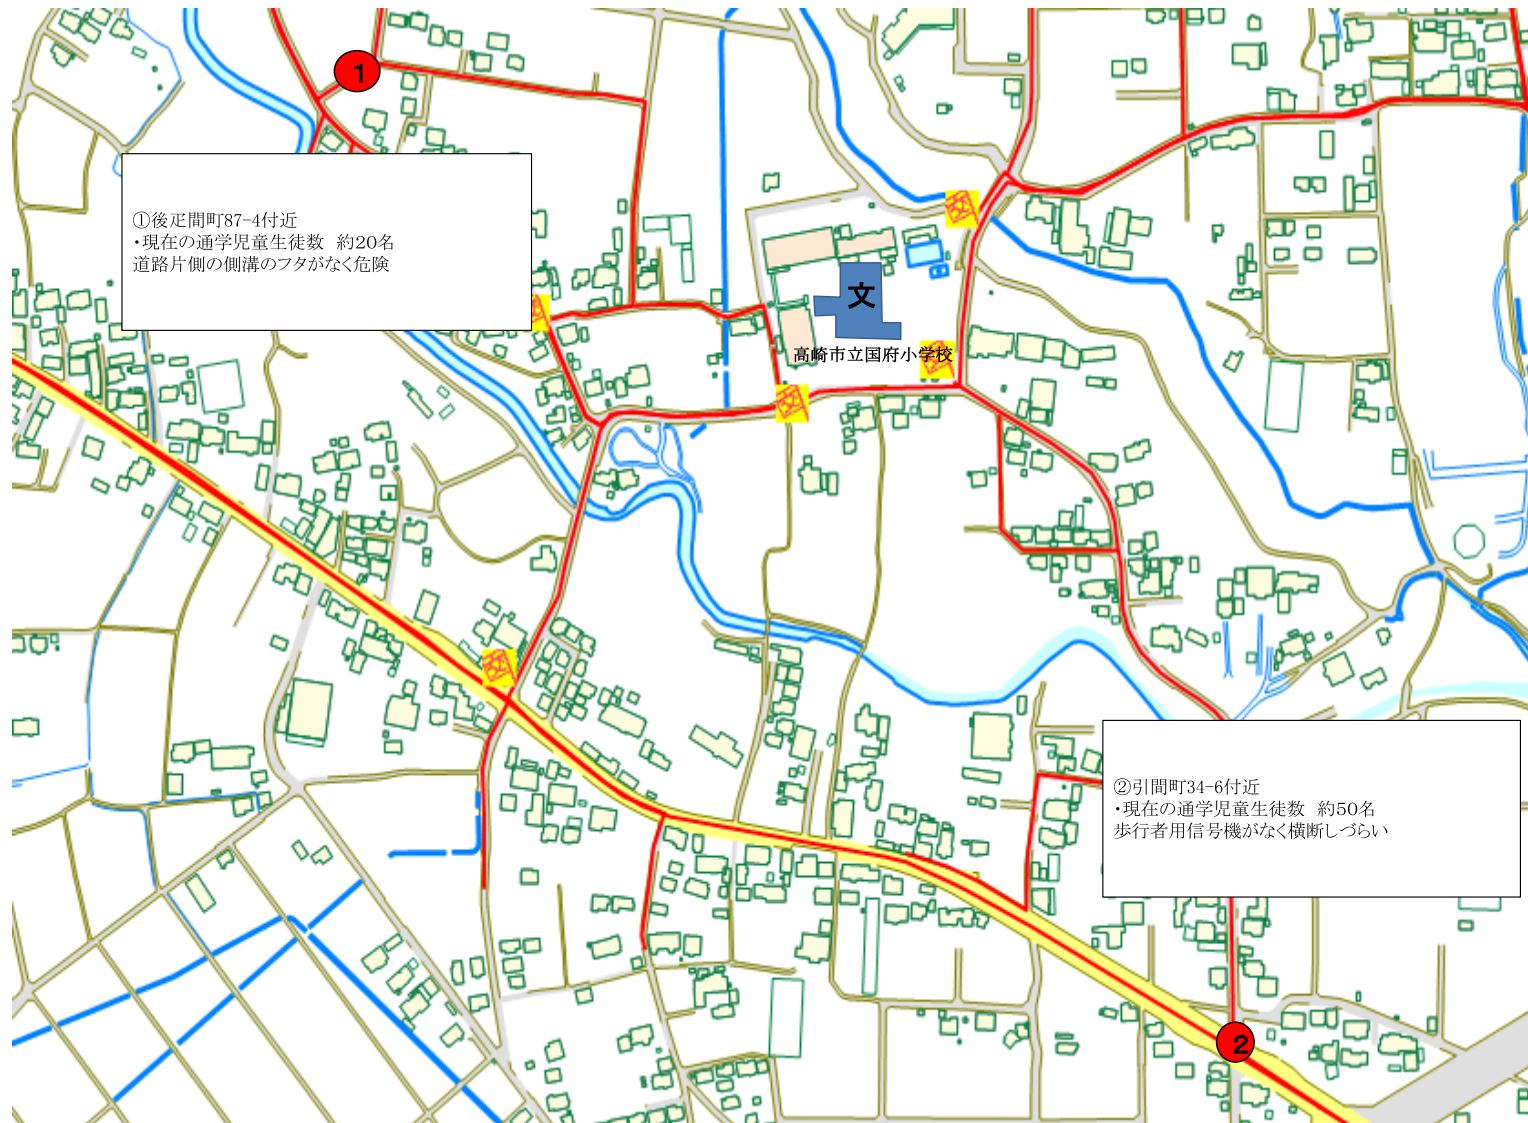 1
①後疋間町87-4付近
・現在の通学児童生徒数　約20名
道路片側の側溝のフタがなく危険
文
高崎市立国府小学校
②引間町34-6付近
・現在の通学児童生徒数　約50名
歩行者用信号機がなく横断しづらい
2